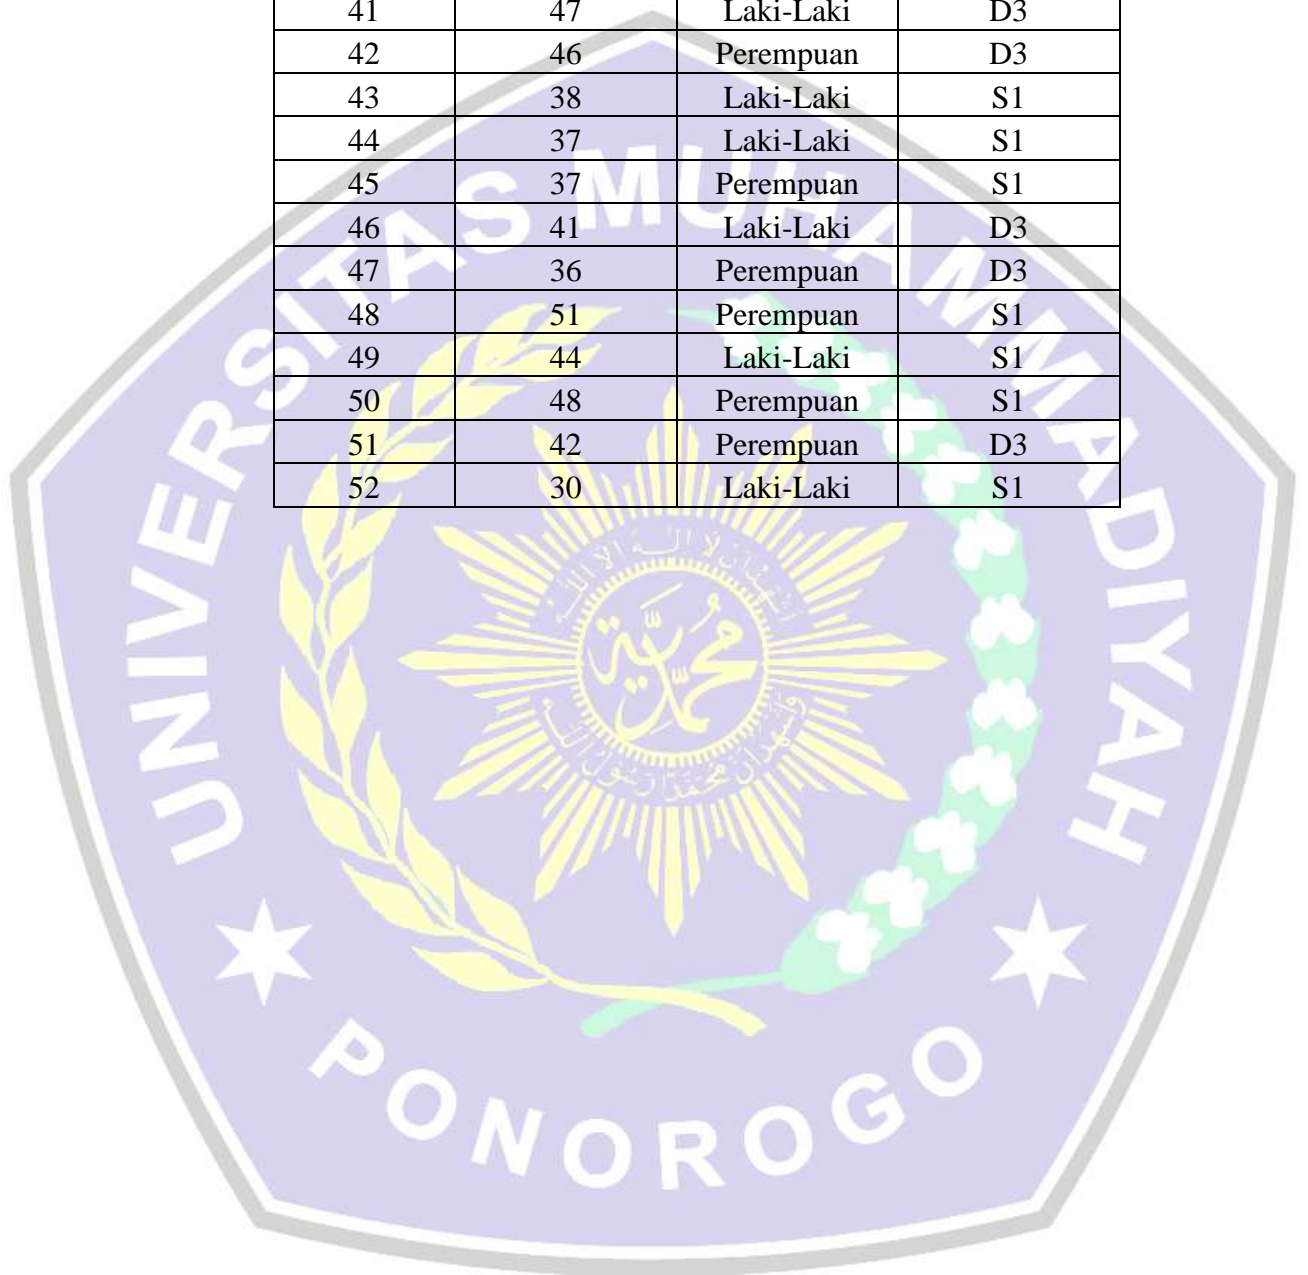 41 47 Laki-Laki D3
42 46 Perempuan D3
43 38 Laki-Laki S1
44 37 Laki-Laki S1
45 37 Perempuan S1
46 41 Laki-Laki D3
47 36 Perempuan D3
48 51 Perempuan S1
49 44 Laki-Laki S1
50 48 Perempuan S1
51 42 Perempuan D3
52 30 Laki-Laki S1
UNIVERSITAS MUHAMMADIYAH
محمدية
PONOROGO